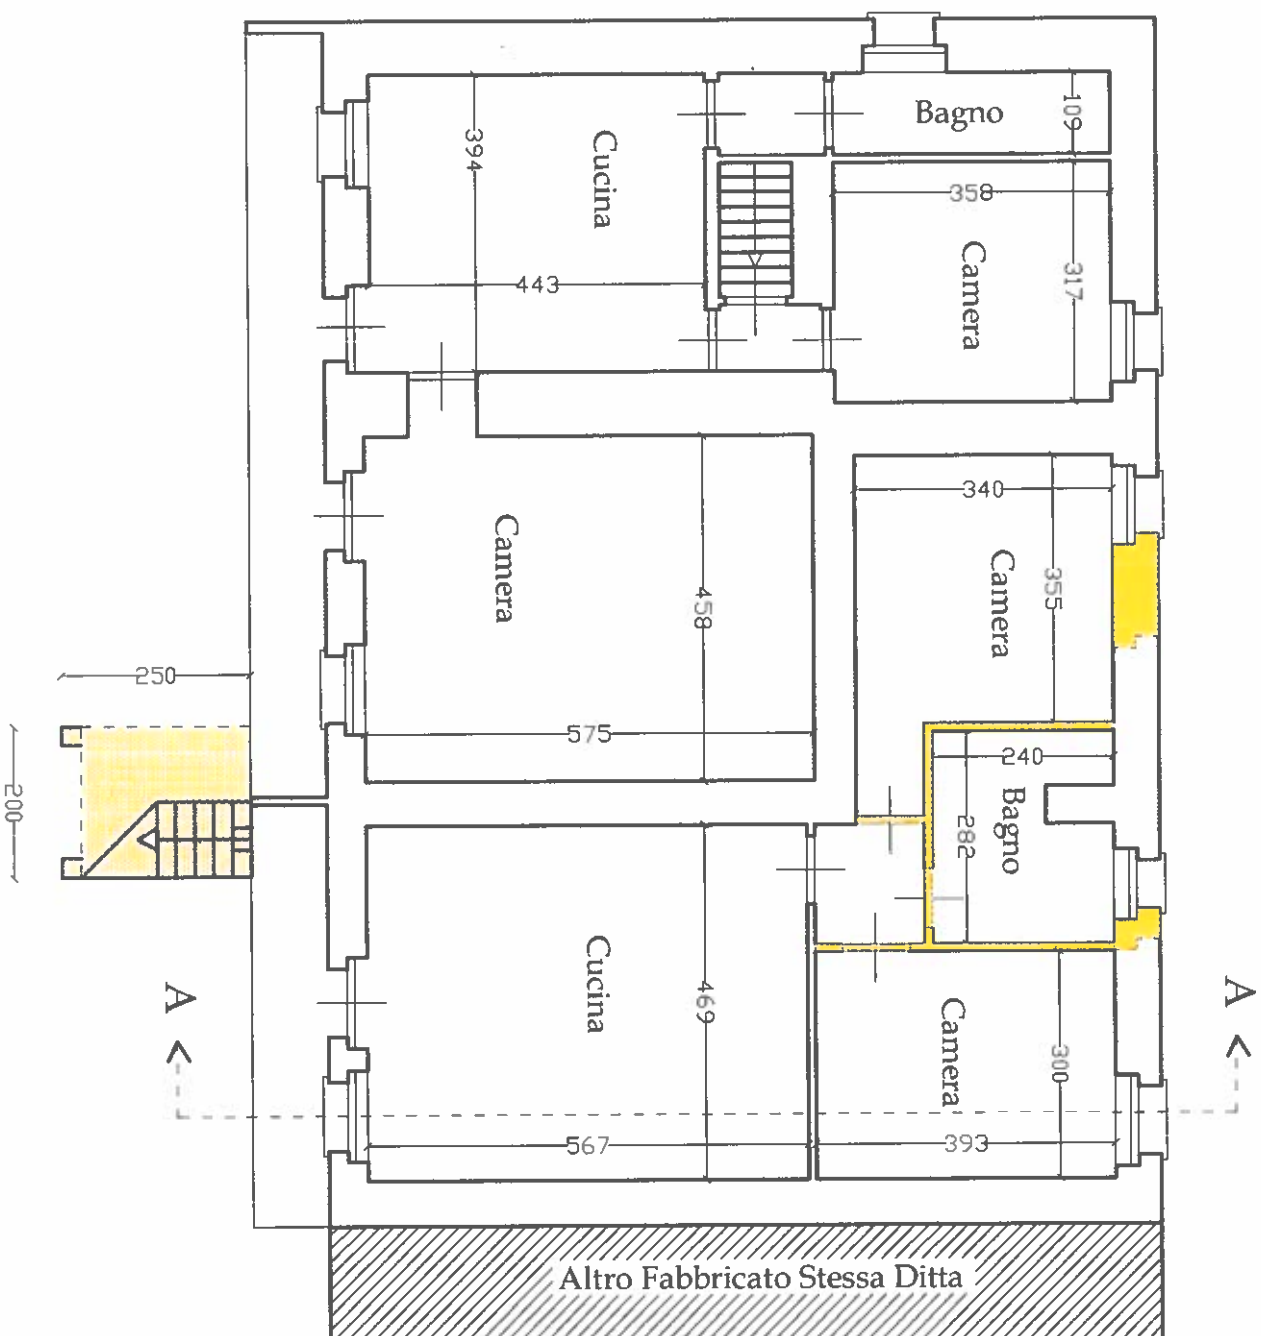 Bagno
109
394
Cucina
358
Camera
317
443
340
Camera
458
Camera
355
250
575
240
Bagno
282
200
Cucina
469
A
A
Camera
300
567
393
Altro Fabbricato Stessa Ditta